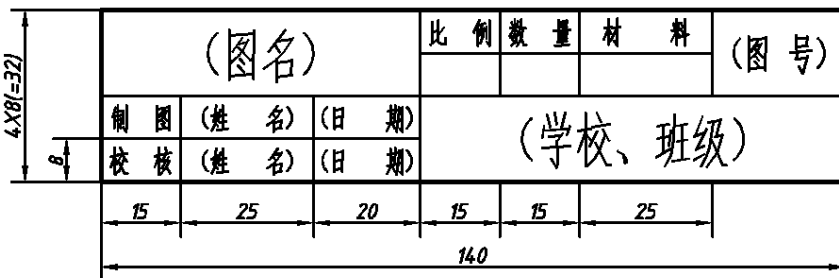 (图名) 比例 数量 材料 (图号)
制图 (姓名) (日期)
校核 (姓名) (日期)
(学校、班级)
4X8(=32)
8
15 25 20 15 15 25
140